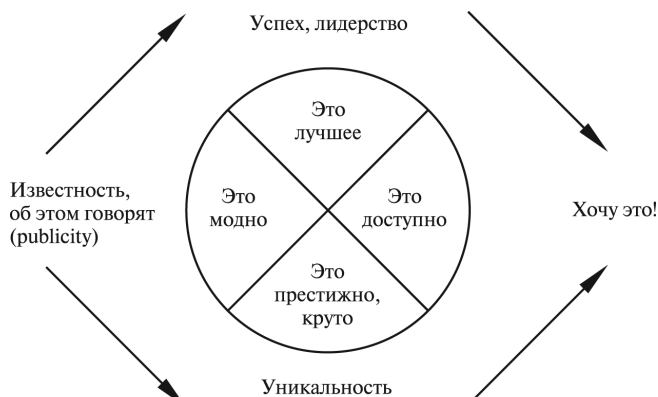 Успех, лидерство
Это
лучшее
Известность,
об этом говорят
(publicity)
Это
модно
Это
доступно
Хочу это!
Это
престижно,
круто
Уникальность